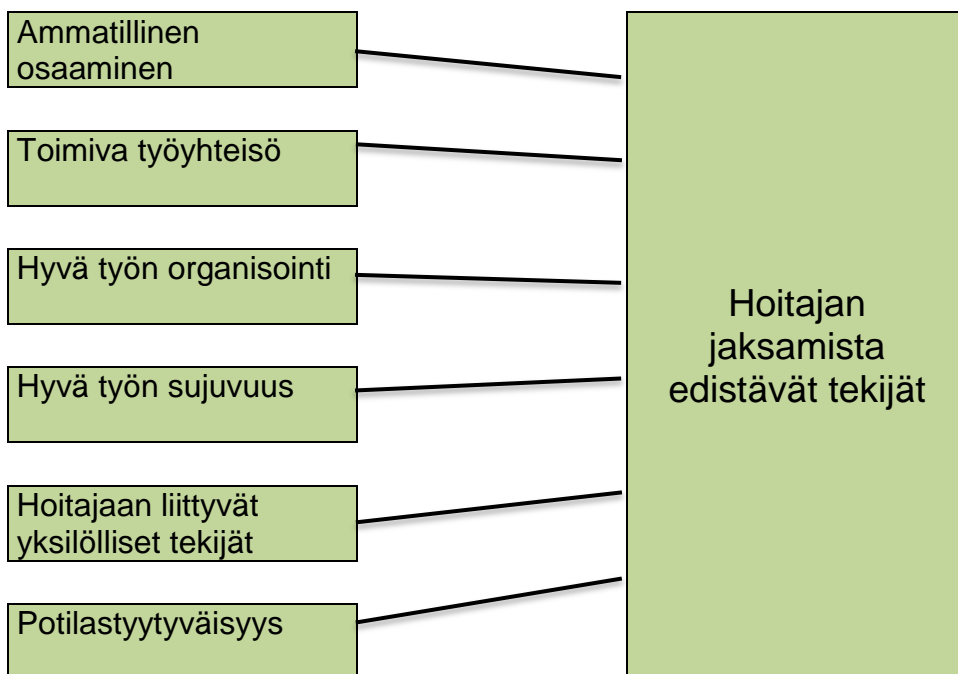 Ammatillinen
osaaminen
Toimiva työyhteisö
Hyvä työn organisointi
Hyvä työn sujuvuus
Hoitajaan liittyvät
yksilölliset tekijät
Potilastyytyväisyys
Hoitajan
jaksamista
edistävät tekijät